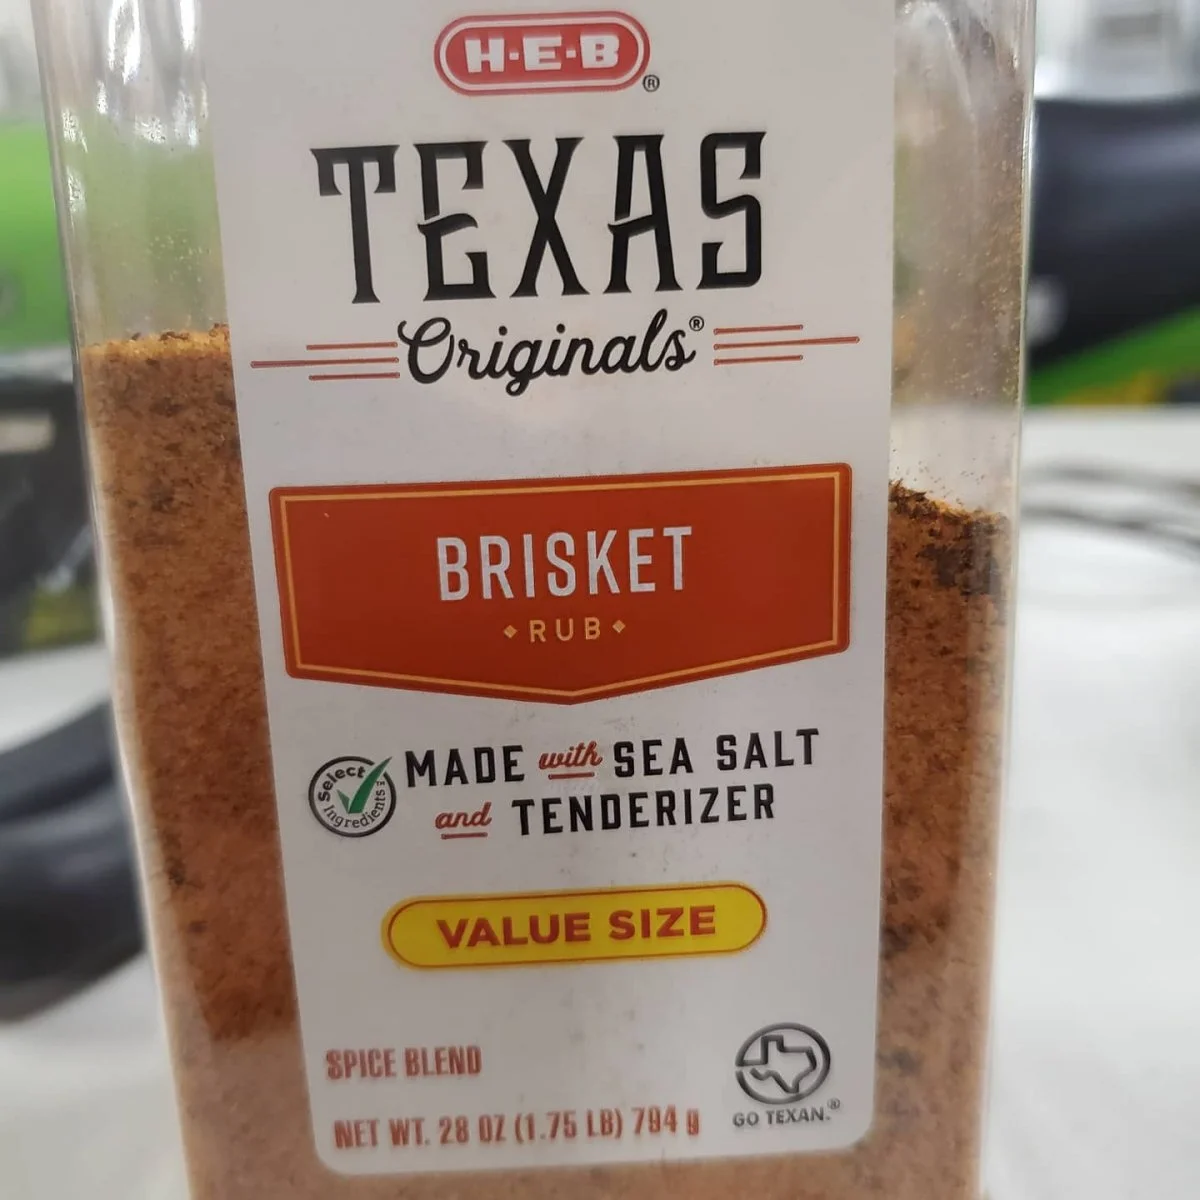 H-E-B®
TEXAS
Originals®
BRISKET
RUB
Select Ingredients
MADE with SEA SALT
and TENDERIZER
VALUE SIZE
SPICE BLEND
NET WT. 28 OZ (1.75 LB) 794 g
GO TEXAN.®